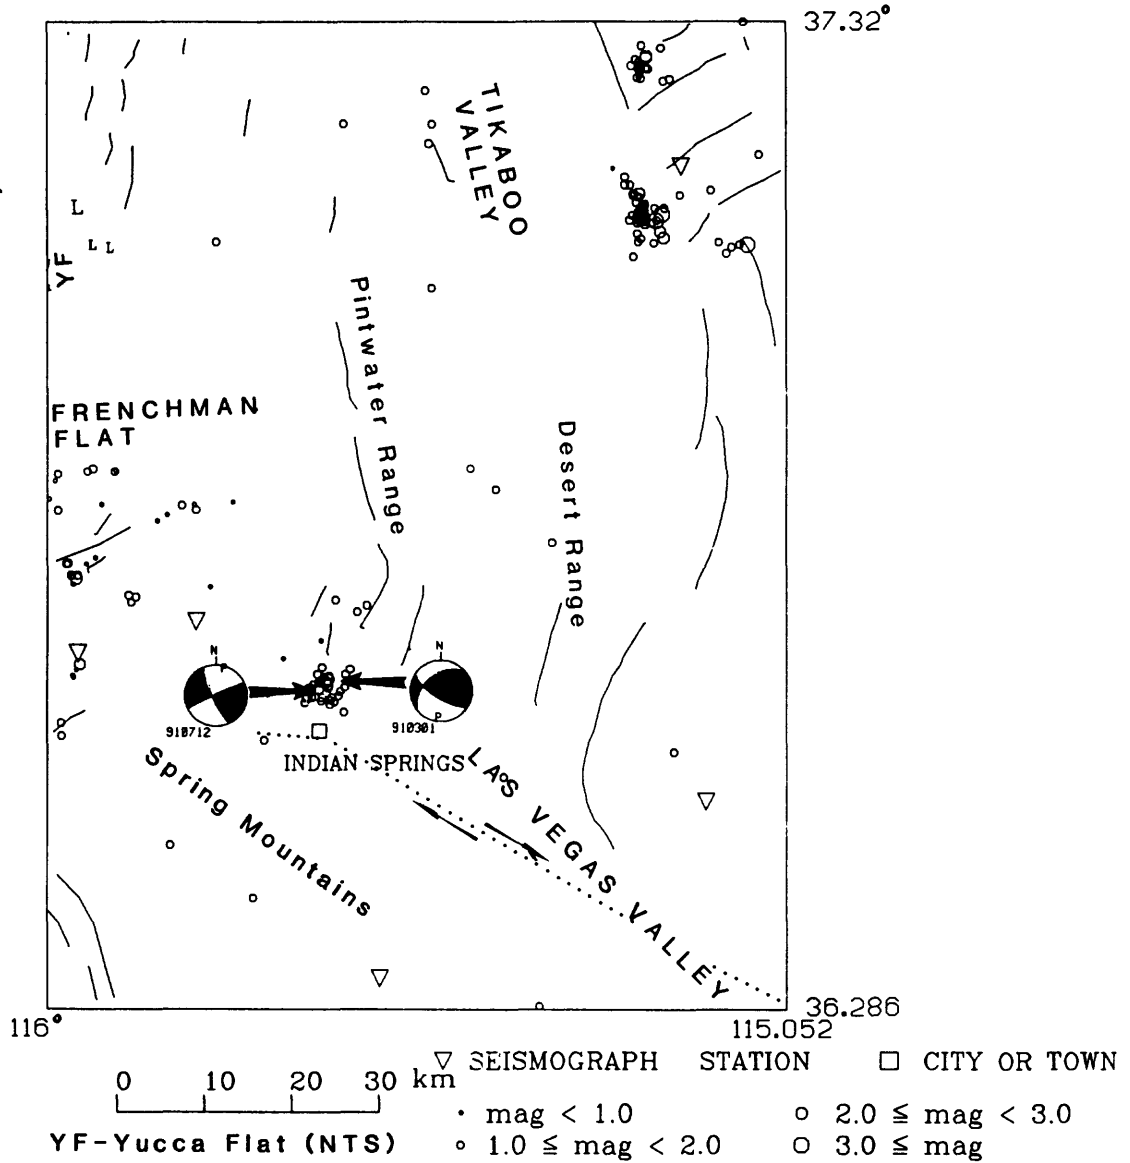 37.32°
TIKABOO
VALLEY
L
L L
YF
Pintwater Range
FRENCHMAN
FLAT
Desert Range
N
P
N
P
910712
910301
INDIAN SPRINGS
LAS VEGAS VALLEY
Spring Mountains
36.286
116°
115.052
▽ SEISMOGRAPH STATION □ CITY OR TOWN
0 10 20 30 km
• mag < 1.0 ○ 2.0 ≦ mag < 3.0
YF-Yucca Flat (NTS) ○ 1.0 ≦ mag < 2.0 ○ 3.0 ≦ mag